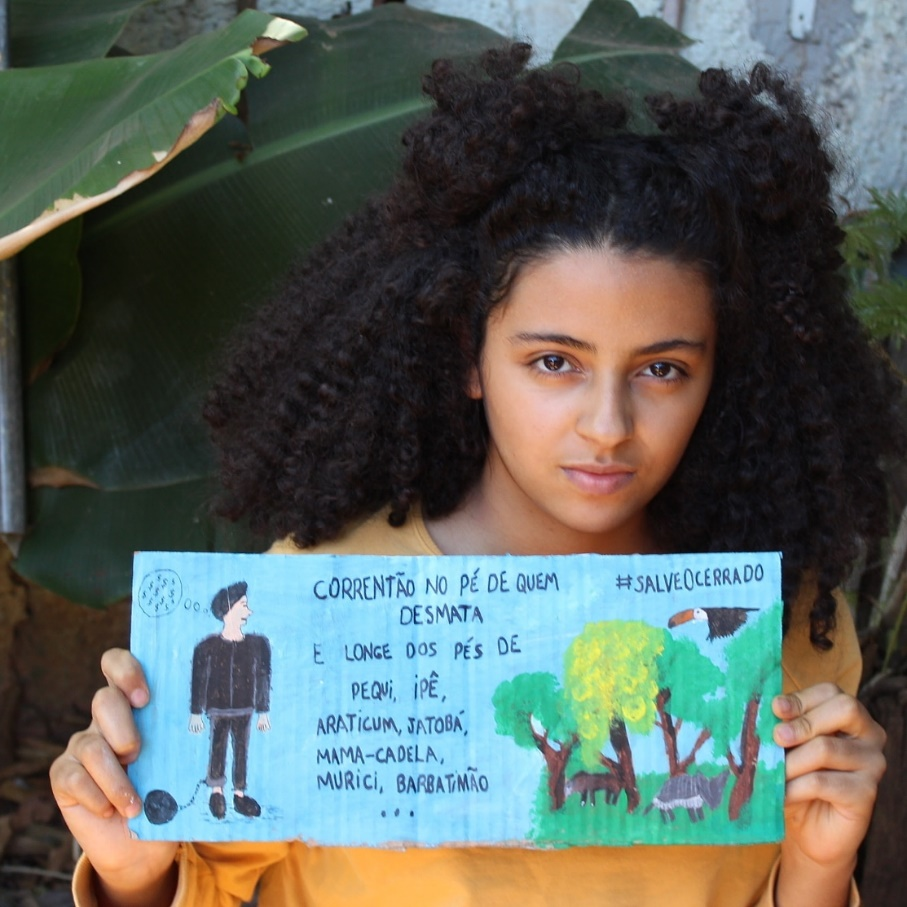 CORRENTÃO NO PÉ DE QUEM
DESMATA
#SALVEOCERRADO
E LONGE DOS PÉS DE
PEQUI, IPÊ,
ARATICUM, JATOBÁ,
MAMA-CADELA,
MURICI, BARBATIMÃO
...